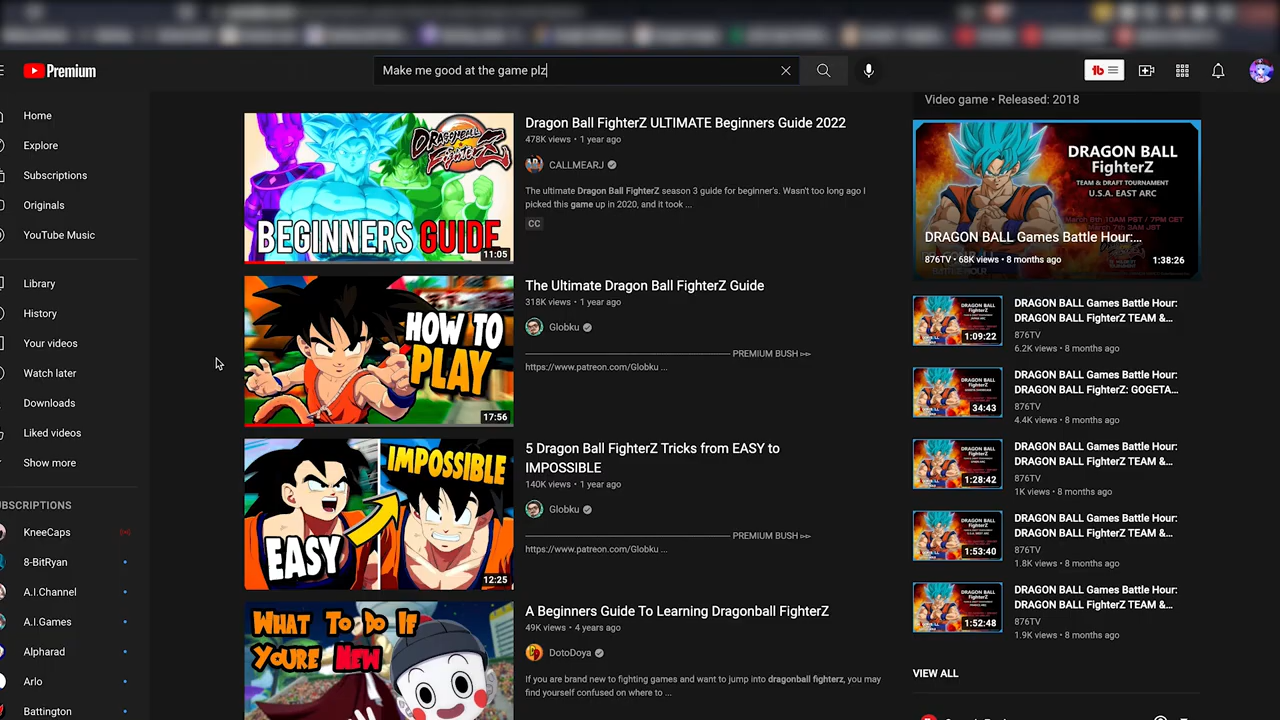 Premium
Make me good at the game plz
Home
Explore
Subscriptions
Originals
YouTube Music
Library
History
Your videos
Watch later
Downloads
Liked videos
Show more
UBSCRIPTIONS
KneeCaps
8-BitRyan
A.I.Channel
A.I.Games
Alpharad
Arlo
Battington
DRAGONBALL
FIGHTERZ
BEGINNERS GUIDE
11:05
Dragon Ball FighterZ ULTIMATE Beginners Guide 2022
478K views • 1 year ago
CALLMEARJ
The ultimate Dragon Ball FighterZ season 3 guide for beginner's. Wasn't too long ago I
picked this game up in 2020, and it took ...
CC
HOW TO
PLAY
17:56
The Ultimate Dragon Ball FighterZ Guide
318K views • 1 year ago
Globku
PREMIUM BUSH
https://www.patreon.com/Globku ...
IMPOSSIBLE
EASY
12:25
5 Dragon Ball FighterZ Tricks from EASY to
IMPOSSIBLE
140K views • 1 year ago
Globku
PREMIUM BUSH
https://www.patreon.com/Globku ...
WHAT TO DO IF
YOURE NEW
A Beginners Guide To Learning Dragonball FighterZ
49K views • 4 years ago
DotoDoya
If you are brand new to fighting games and want to jump into dragonball fighterz, you may
find yourself confused on where to ...
Video game • Released: 2018
DRAGON BALL
FighterZ
TEAM & DRAFT TOURNAMENT
U.S.A. EAST ARC
DRAGON BALL Games Battle Hour:...
876TV • 68K views • 8 months ago
1:38:26
1:09:22
DRAGON BALL Games Battle Hour:
DRAGON BALL FighterZ TEAM &...
876TV
6.2K views • 8 months ago
34:43
DRAGON BALL Games Battle Hour:
DRAGON BALL FighterZ: GOGETA...
876TV
4.4K views • 8 months ago
1:28:42
DRAGON BALL Games Battle Hour:
DRAGON BALL FighterZ TEAM &...
876TV
1K views • 8 months ago
1:53:40
DRAGON BALL Games Battle Hour:
DRAGON BALL FighterZ TEAM &...
876TV
1.8K views • 8 months ago
1:52:48
DRAGON BALL Games Battle Hour:
DRAGON BALL FighterZ TEAM &...
876TV
1.9K views • 8 months ago
VIEW ALL